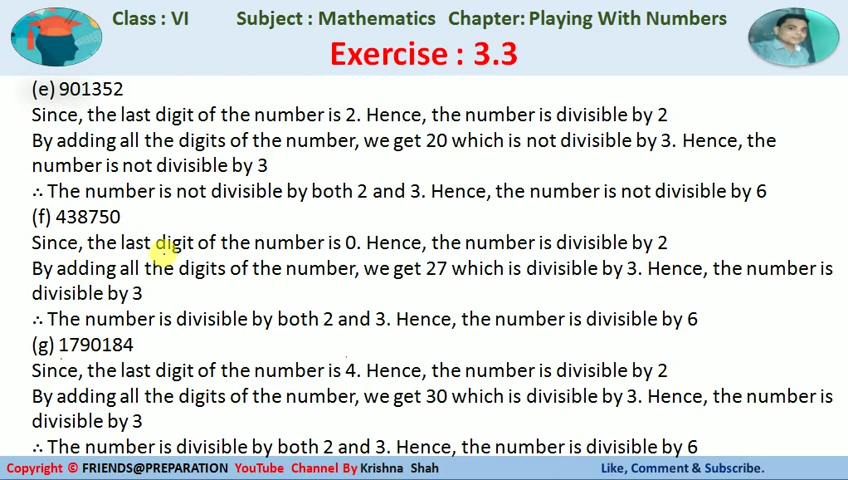 Class : VI Subject : Mathematics Chapter: Playing With Numbers
Exercise : 3.3
(e) 901352
Since, the last digit of the number is 2. Hence, the number is divisible by 2
By adding all the digits of the number, we get 20 which is not divisible by 3. Hence, the
number is not divisible by 3
∴ The number is not divisible by both 2 and 3. Hence, the number is not divisible by 6
(f) 438750
Since, the last digit of the number is 0. Hence, the number is divisible by 2
By adding all the digits of the number, we get 27 which is divisible by 3. Hence, the number is
divisible by 3
∴ The number is divisible by both 2 and 3. Hence, the number is divisible by 6
(g) 1790184
Since, the last digit of the number is 4. Hence, the number is divisible by 2
By adding all the digits of the number, we get 30 which is divisible by 3. Hence, the number is
divisible by 3
∴ The number is divisible by both 2 and 3. Hence, the number is divisible by 6
Copyright © FRIENDS@PREPARATION YouTube Channel By Krishna Shah Like, Comment & Subscribe.